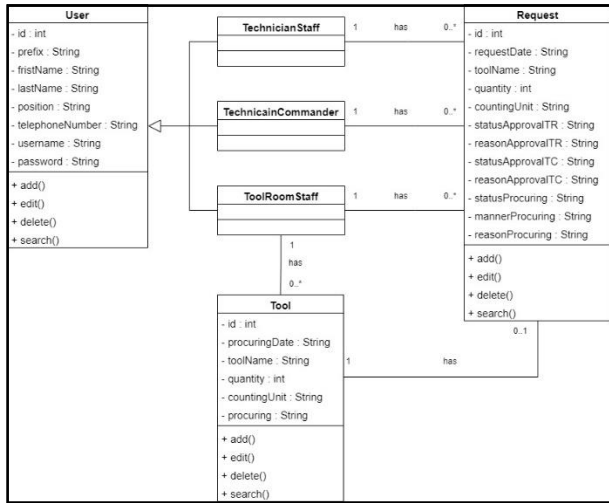 User
- id : int
- prefix : String
- fristName : String
- lastName : String
- position : String
- telephoneNumber : String
- username : String
- password : String
+ add()
+ edit()
+ delete()
+ search()
TechnicianStaff
1 has 0..*
TechnicainCommander
1 has 0..*
ToolRoomStaff
1 has 0..*
1
has
0..*
Request
- id : int
- requestDate : String
- toolName : String
- quantity : int
- countingUnit : String
- statusApprovalTR : String
- reasonApprovalTR : String
- statusApprovalTC : String
- reasonApprovalTC : String
- statusProcuring : String
- mannerProcuring : String
- reasonProcuring : String
+ add()
+ edit()
+ delete()
+ search()
0..1
Tool
- id : int
- procuringDate : String
- toolName : String
- quantity : int
- countingUnit : String
- procuring : String
+ add()
+ edit()
+ delete()
+ search()
1 has